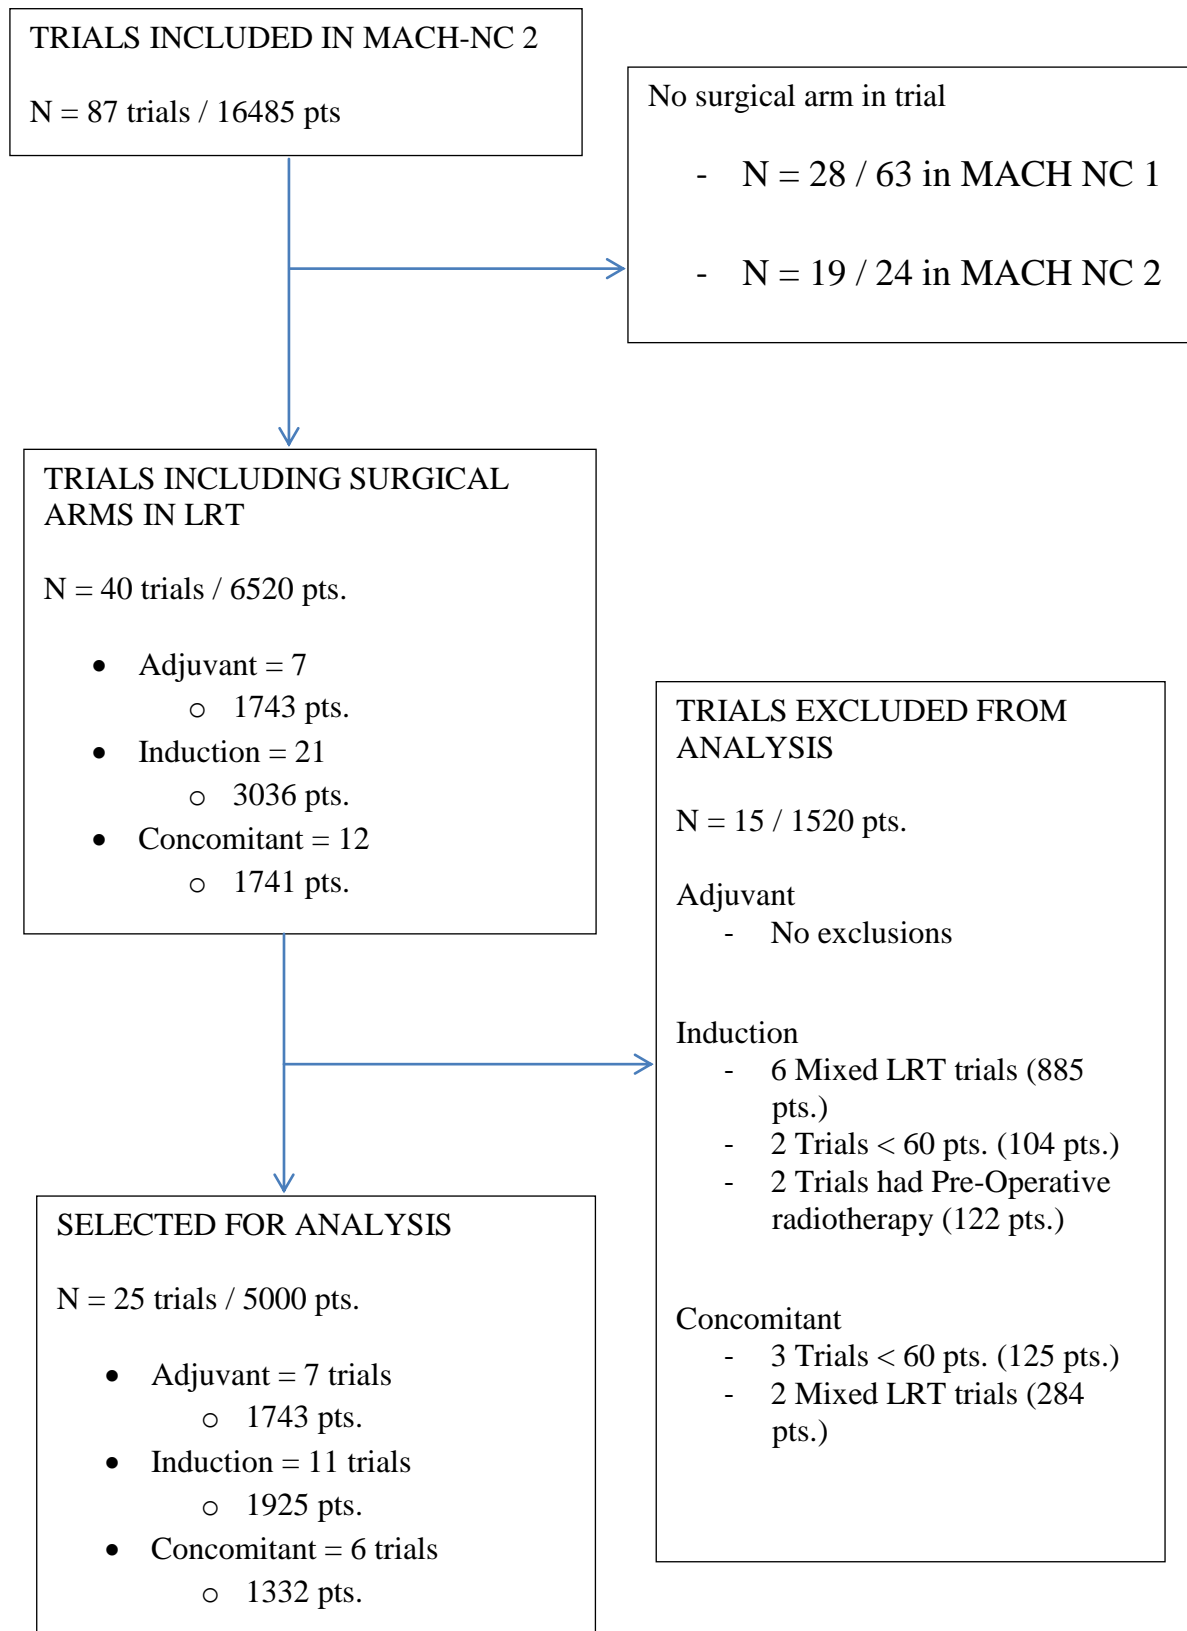 TRIALS INCLUDED IN MACH-NC 2
N = 87 trials / 16485 pts
No surgical arm in trial
- N = 28 / 63 in MACH NC 1
- N = 19 / 24 in MACH NC 2
TRIALS INCLUDING SURGICAL
ARMS IN LRT
N = 40 trials / 6520 pts.
• Adjuvant = 7
o 1743 pts.
• Induction = 21
o 3036 pts.
• Concomitant = 12
o 1741 pts.
TRIALS EXCLUDED FROM
ANALYSIS
N = 15 / 1520 pts.
Adjuvant
- No exclusions
Induction
- 6 Mixed LRT trials (885
pts.)
- 2 Trials < 60 pts. (104 pts.)
- 2 Trials had Pre-Operative
radiotherapy (122 pts.)
Concomitant
- 3 Trials < 60 pts. (125 pts.)
- 2 Mixed LRT trials (284
pts.)
SELECTED FOR ANALYSIS
N = 25 trials / 5000 pts.
• Adjuvant = 7 trials
o 1743 pts.
• Induction = 11 trials
o 1925 pts.
• Concomitant = 6 trials
o 1332 pts.